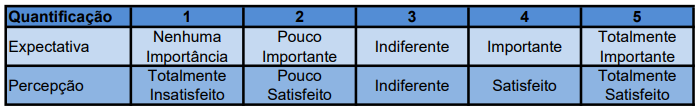 Quantificação 1 2 3 4 5
Expectativa Nenhuma Importância Pouco Importante Indiferente Importante Totalmente Importante
Percepção Totalmente Insatisfeito Pouco Satisfeito Indiferente Satisfeito Totalmente Satisfeito